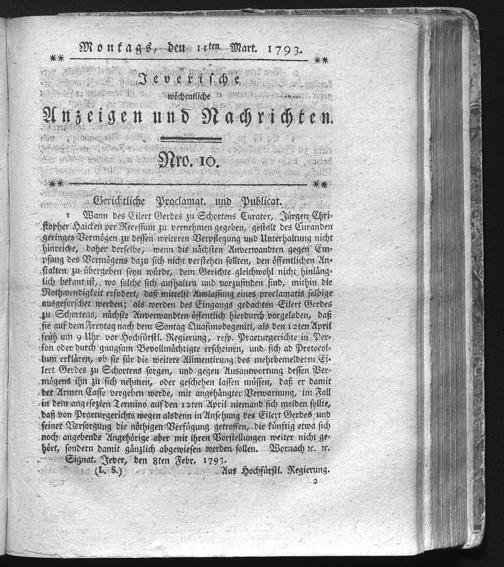 Montags, den 11ten Mart. 1793.
Jeverische
wöchentliche
Anzeigen und Nachrichten.
Nro. 10.
Gerichtliche Proclamat. und Publicat.
1 Wann des Eilert Gerdes zu Schortens Curator, Jürgen Chri-
stopher Haicken per Recessum zu vernehmen gegeben, gestalt des Curanden
geringes Vermögen zu dessen weiteren Verpflegung und Unterhaltung nicht
hinreiche, daher derselbe, wenn die nächsten Anverwandten gegen Em-
pfang des Vermögens dazu sich nicht verstehen sollten, den öffentlichen An-
stalten zu übergeben seyn würde, dem Gerichte gleichwohl nicht hinläng-
lich bekant ist, wo solche sich aufhalten und vorzufinden sind, mithin die
Nothwendigkeit erfodert, daß mittelst Auslassung eines proclamatis selbige
ausgeforschet werden; als werden des Eingangs gedachten Eilert Gerdes
zu Schortens, nächste Anverwandten öffentlich hierdurch vorgeladen, daß
sie auf dem Freytag nach dem Sontag Quasimodogeniti, als den 12ten April
früh um 9 Uhr vor Hochfürstl. Regierung, resp. Praeturgerichte in Per-
son oder durch gnugsam Bevollmächtigte erscheinen, und sich ad Protocol-
lum erklären, ob sie für die weitere Alimentirung des mehrbemeldeten Ei-
lert Gerdes zu Schortens sorgen, und gegen Ausantwortung dessen Ver-
mögens ihn zu sich nehmen, oder geschehen lassen müssen, daß er damit
der Armen Casse vergeben werde, mit angehängter Verwarnung, im Fall
in dem angesezten Termino auf den 12ten April niemand sich melden sollte,
daß von Praeturgerichts wegen alsdenn in Ansehung des Eilert Gerdes und
seiner Versorgung die nöthigen Verfügung getroffen, die künftig etwa sich
noch angebende Angehörige aber mit ihren Vorstellungen weiter nicht ge-
hört, sondern damit gänzlich abgewiesen werden sollen. Wornach ꝛc. ꝛc.
Signat. Jever, den 8ten Febr. 1793.
(L. S.) Aus Hochfürstl. Regierung.
2